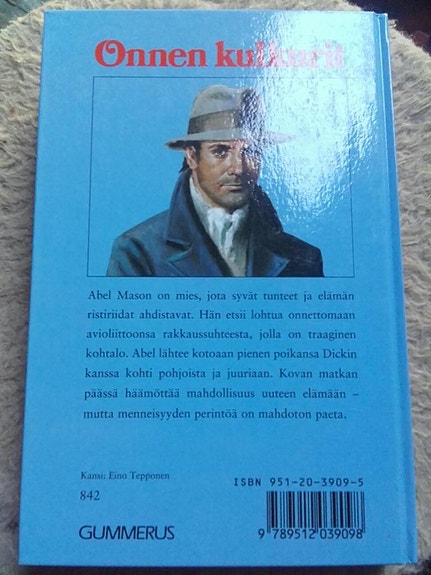 Onnen kulkurit
Abel Mason on mies, jota syvät tunteet ja elämän
ristiriidat ahdistavat. Hän etsii lohtua onnettomaan
avioliittoonsa rakkaussuhteesta, jolla on traaginen
kohtalo. Abel lähtee kotoaan pienen poikansa Dickin
kanssa kohti pohjoista ja juuriaan. Kovan matkan
päässä häämöttää mahdollisuus uuteen elämään –
mutta menneisyyden perintöä on mahdoton paeta.
Kansi: Eino Tepponen
842
GUMMERUS
ISBN 951-20-3909-5
9 789512 039098